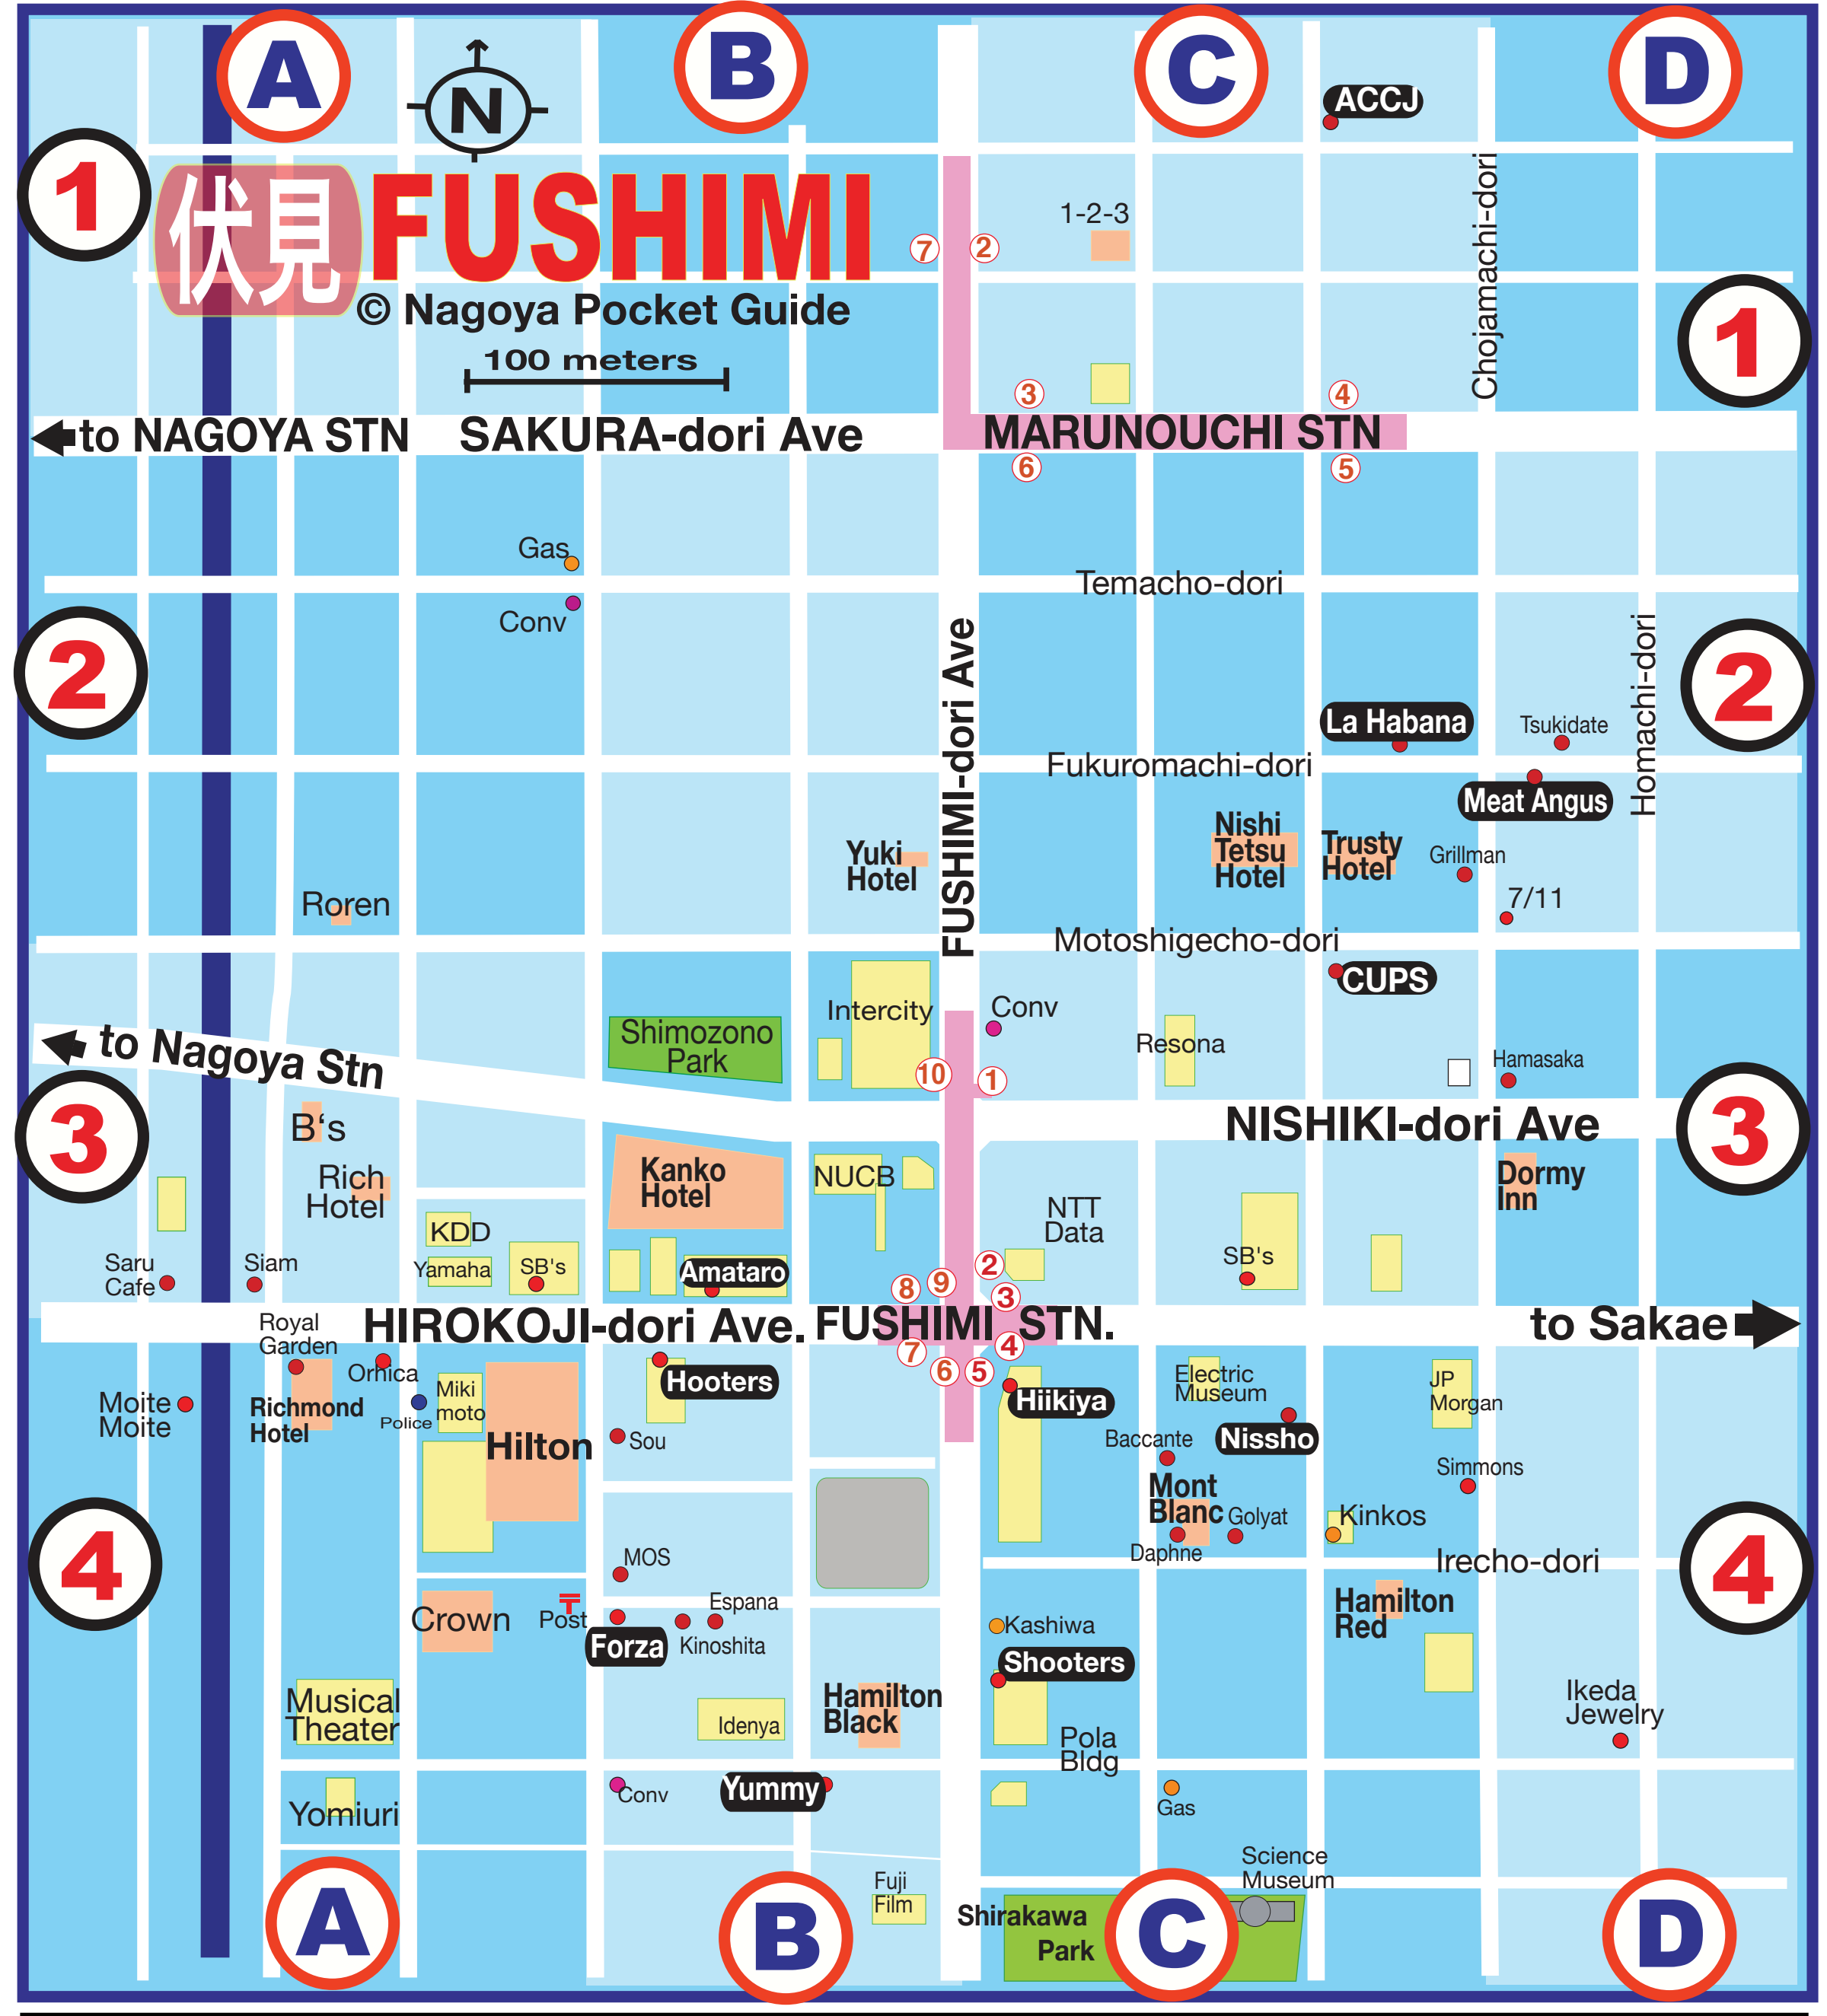 A
B
C
D
N
ACCJ
1
伏見
FUSHIMI
© Nagoya Pocket Guide
100 meters
1-2-3
7
2
Chojamachi-dori
1
3
4
to NAGOYA STN
SAKURA-dori Ave
MARUNOUCHI STN
6
5
Gas
Conv
Temacho-dori
2
FUSHIMI-dori Ave
Homachi-dori
2
La Habana
Tsukidate
Fukuromachi-dori
Meat Angus
Yuki
Hotel
Nishi
Tetsu
Hotel
Trusty
Hotel
Grillman
7/11
Roren
Motoshigecho-dori
CUPS
Intercity
Conv
Shimozono
Park
Resona
Hamasaka
10
1
to Nagoya Stn
3
B's
NISHIKI-dori Ave
3
Rich
Hotel
Kanko
Hotel
NUCB
Dormy
Inn
NTT
Data
KDD
Yamaha
SB's
Saru
Cafe
Siam
Amataro
SB's
8
9
2
3
HIROKOJI-dori Ave.
FUSHIMI STN.
to Sakae
7
6
5
4
Royal
Garden
Orhica
Moite
Moite
Richmond
Hotel
Police
Miki
moto
Hilton
Hooters
Sou
Hiikiya
Electric
Museum
Nissho
JP
Morgan
Baccante
Simmons
Mont
Blanc
Golyat
Kinkos
Daphne
4
Irecho-dori
4
MOS
Crown
〒
Post
Espana
Kinoshita
Forza
Kashiwa
Shooters
Hamilton
Red
Musical
Theater
Idenya
Hamilton
Black
Pola
Bldg
Ikeda
Jewelry
Yomiuri
Conv
Yummy
Gas
Fuji
Film
Science
Museum
Shirakawa
Park
A
B
C
D